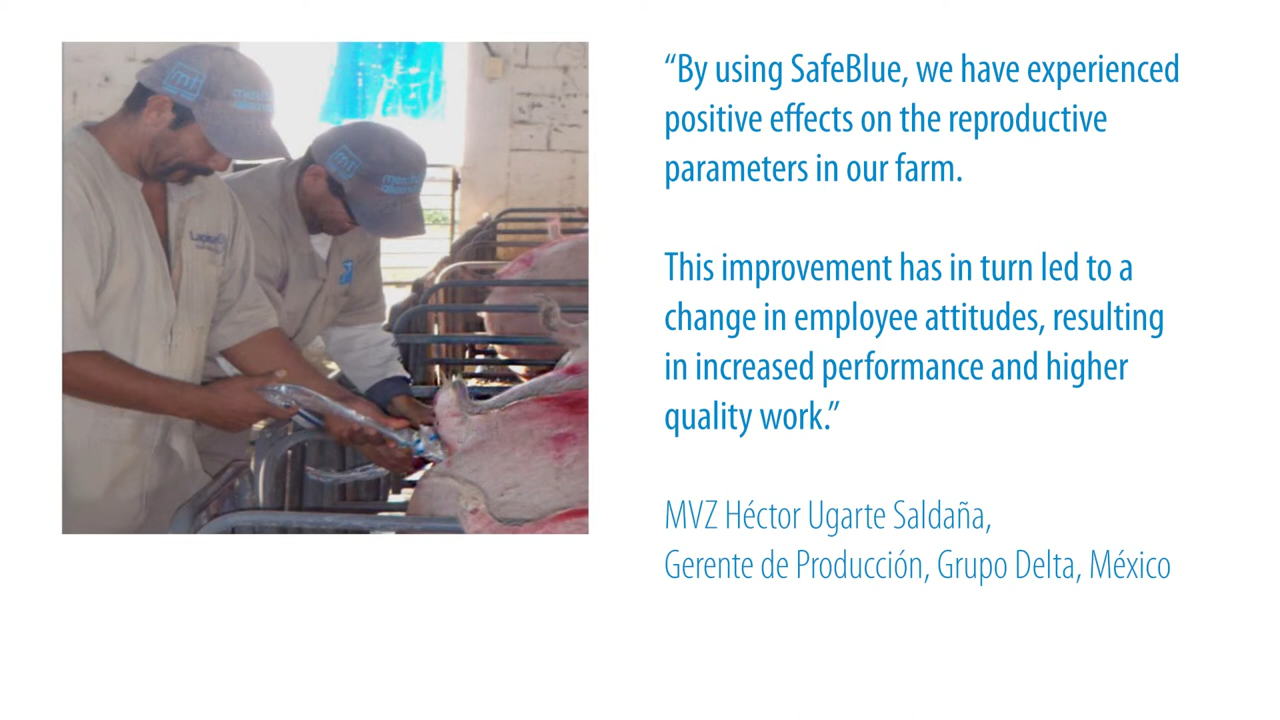 “By using SafeBlue, we have experienced
positive effects on the reproductive
parameters in our farm.
This improvement has in turn led to a
change in employee attitudes, resulting
in increased performance and higher
quality work.”
MVZ Héctor Ugarte Saldaña,
Gerente de Producción, Grupo Delta, México